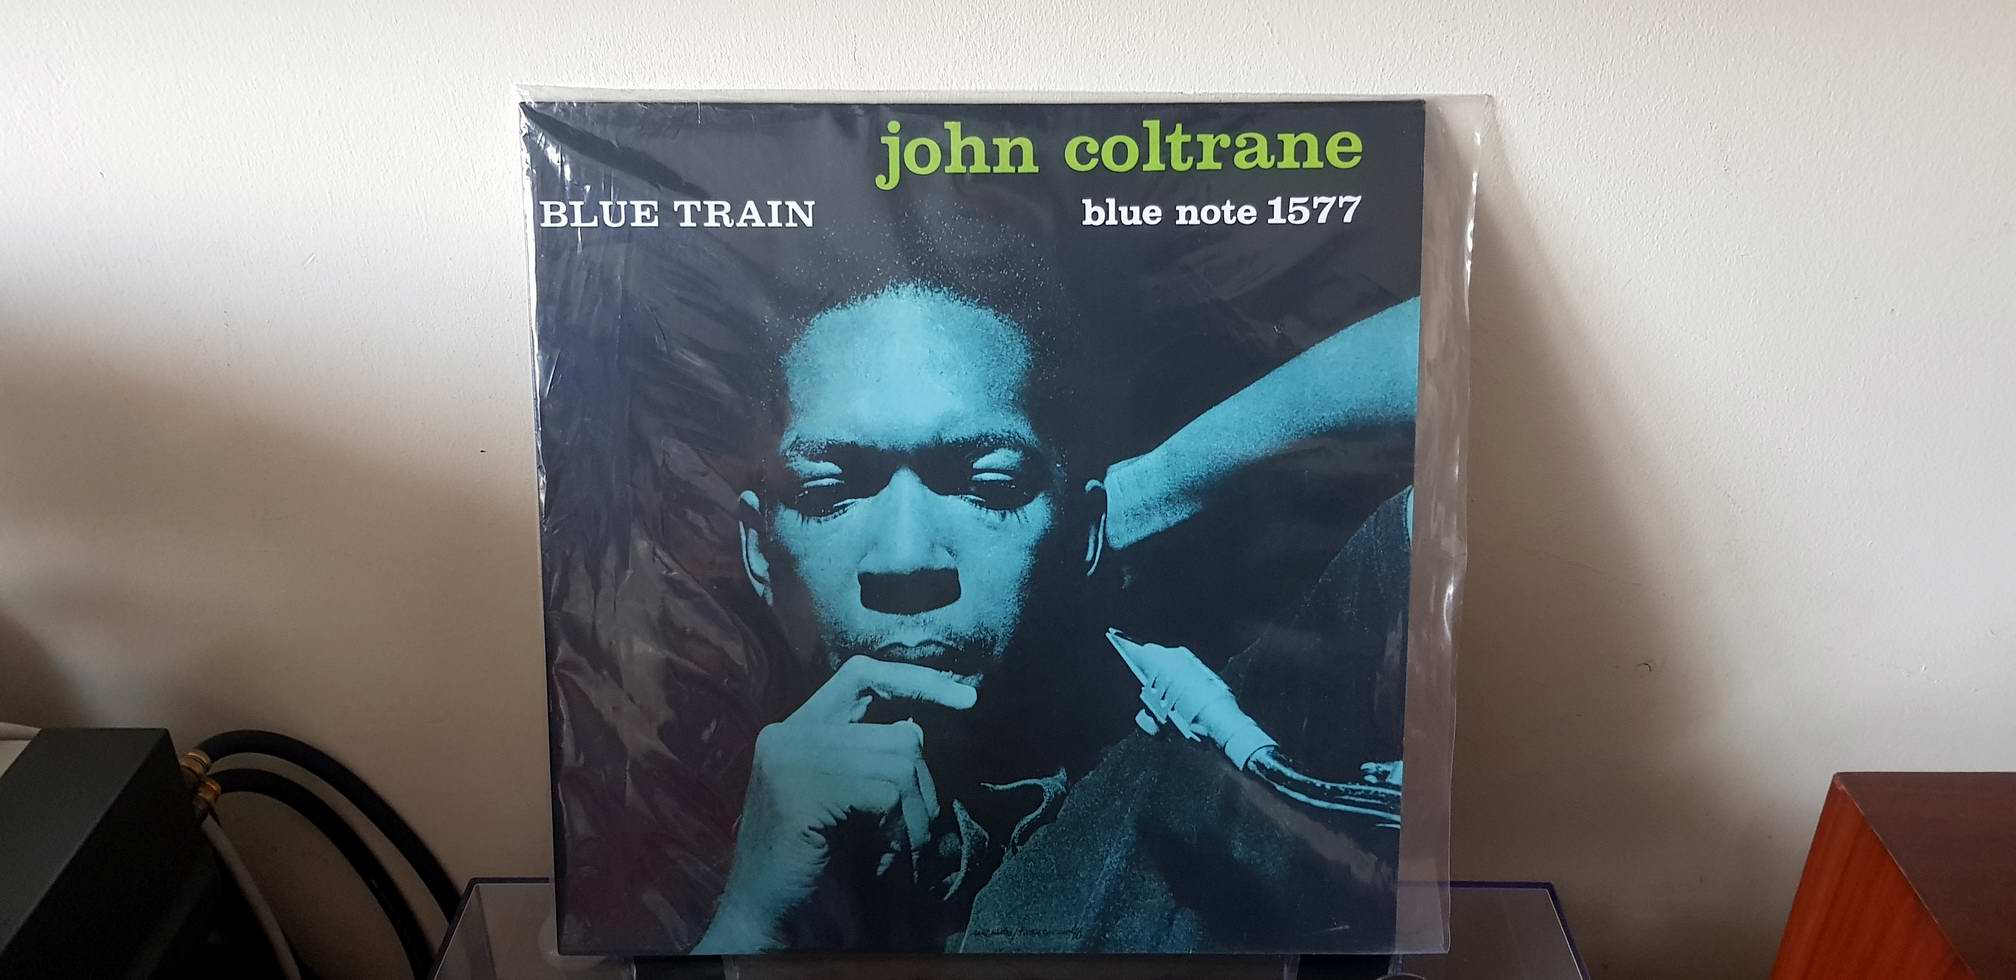 john coltrane
BLUE TRAIN
blue note 1577